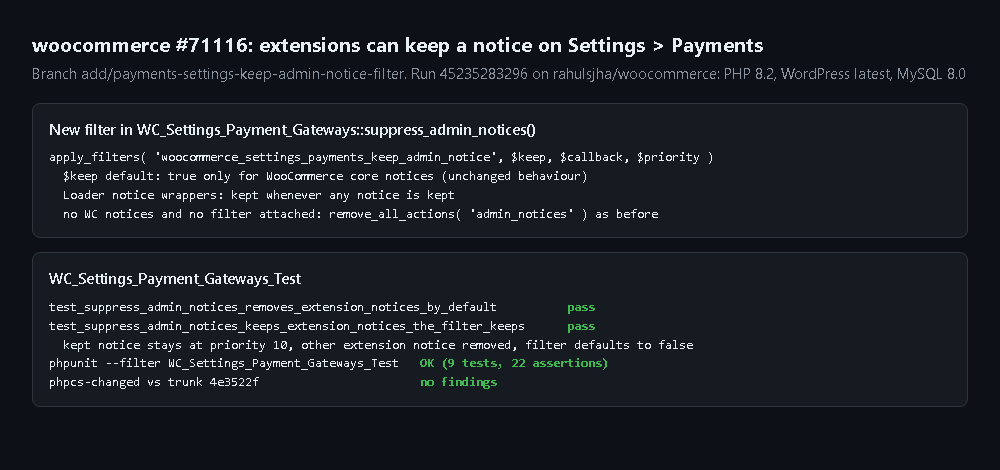 woocommerce #71116: extensions can keep a notice on Settings > Payments
Branch add/payments-settings-keep-admin-notice-filter. Run 45235283296 on rahulsjha/woocommerce: PHP 8.2, WordPress latest, MySQL 8.0
New filter in WC_Settings_Payment_Gateways::suppress_admin_notices()
apply_filters( 'woocommerce_settings_payments_keep_admin_notice', $keep, $callback, $priority )
$keep default: true only for WooCommerce core notices (unchanged behaviour)
Loader notice wrappers: kept whenever any notice is kept
no WC notices and no filter attached: remove_all_actions( 'admin_notices' ) as before
WC_Settings_Payment_Gateways_Test
test_suppress_admin_notices_removes_extension_notices_by_default pass
test_suppress_admin_notices_keeps_extension_notices_the_filter_keeps pass
kept notice stays at priority 10, other extension notice removed, filter defaults to false
phpunit --filter WC_Settings_Payment_Gateways_Test OK (9 tests, 22 assertions)
phpcs-changed vs trunk 4e3522f no findings